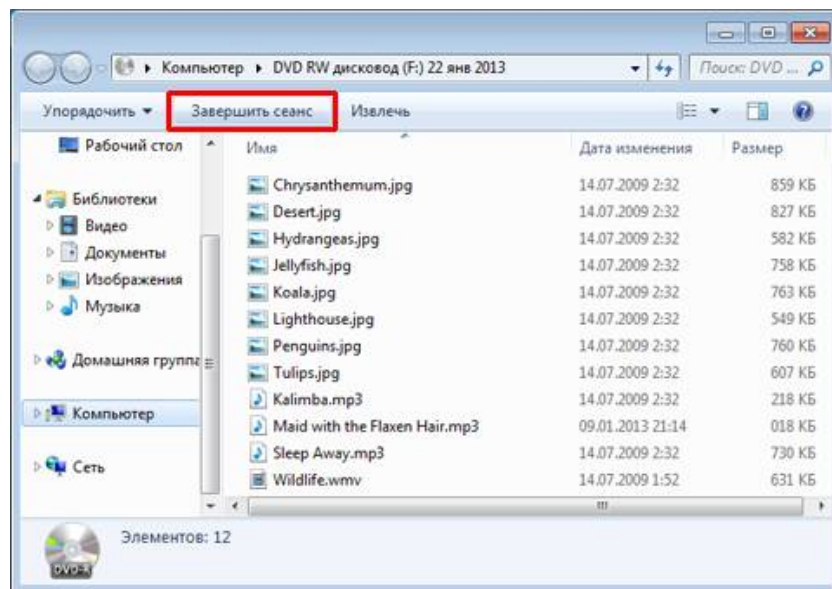 Компьютер ▸ DVD RW дисковод (F:) 22 янв 2013
Поиск: DVD ...
Упорядочить Завершить сеанс Извлечь
Рабочий стол
Библиотеки
Видео
Документы
Изображения
Музыка
Домашняя группа
Компьютер
Сеть
Имя Дата изменения Размер
Chrysanthemum.jpg 14.07.2009 2:32 859 КБ
Desert.jpg 14.07.2009 2:32 827 КБ
Hydrangeas.jpg 14.07.2009 2:32 582 КБ
Jellyfish.jpg 14.07.2009 2:32 758 КБ
Koala.jpg 14.07.2009 2:32 763 КБ
Lighthouse.jpg 14.07.2009 2:32 549 КБ
Penguins.jpg 14.07.2009 2:32 760 КБ
Tulips.jpg 14.07.2009 2:32 607 КБ
Kalimba.mp3 14.07.2009 2:32 218 КБ
Maid with the Flaxen Hair.mp3 09.01.2013 21:14 018 КБ
Sleep Away.mp3 14.07.2009 2:32 730 КБ
Wildlife.wmv 14.07.2009 1:52 631 КБ
Элементов: 12
DVD-R